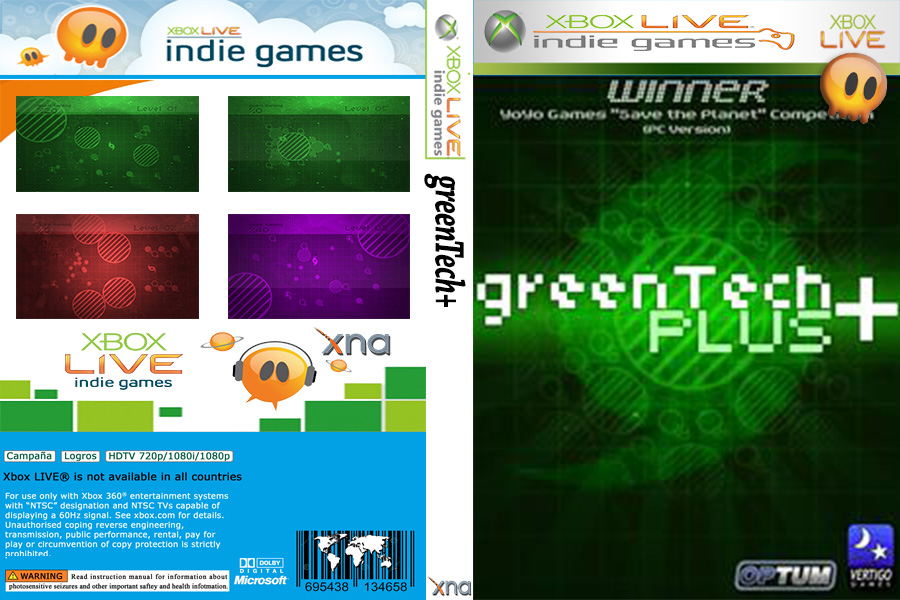 XBOX LIVE
indie games
Level 01
Level 02
XBOX
LIVE
indie games
xna
Campaña
Logros
HDTV 720p/1080i/1080p
Xbox LIVE® is not available in all countries
For use only with Xbox 360® entertainment systems
with “NTSC” designation and NTSC TVs capable of
displaying a 60Hz signal. See xbox.com for details.
Unauthorised coping reverse engineering,
transmission, public performance, rental, pay for
play or circumvention of copy protection is strictly
prohibited.
WARNING Read instruction manual for information about
photosensitive seizures and other important saftey and health infotmation.
DOLBY
DIGITAL
Microsoft
695438 134658
XBOX LIVE
indie games
greenTech+
xna
XBOX LIVE
indie games
XBOX
LIVE
WINNER
YoYo Games "Save the Planet" Compe
(PC Version)
greenTech
PLUS+
OPTUM
VERTIGO
GAMES